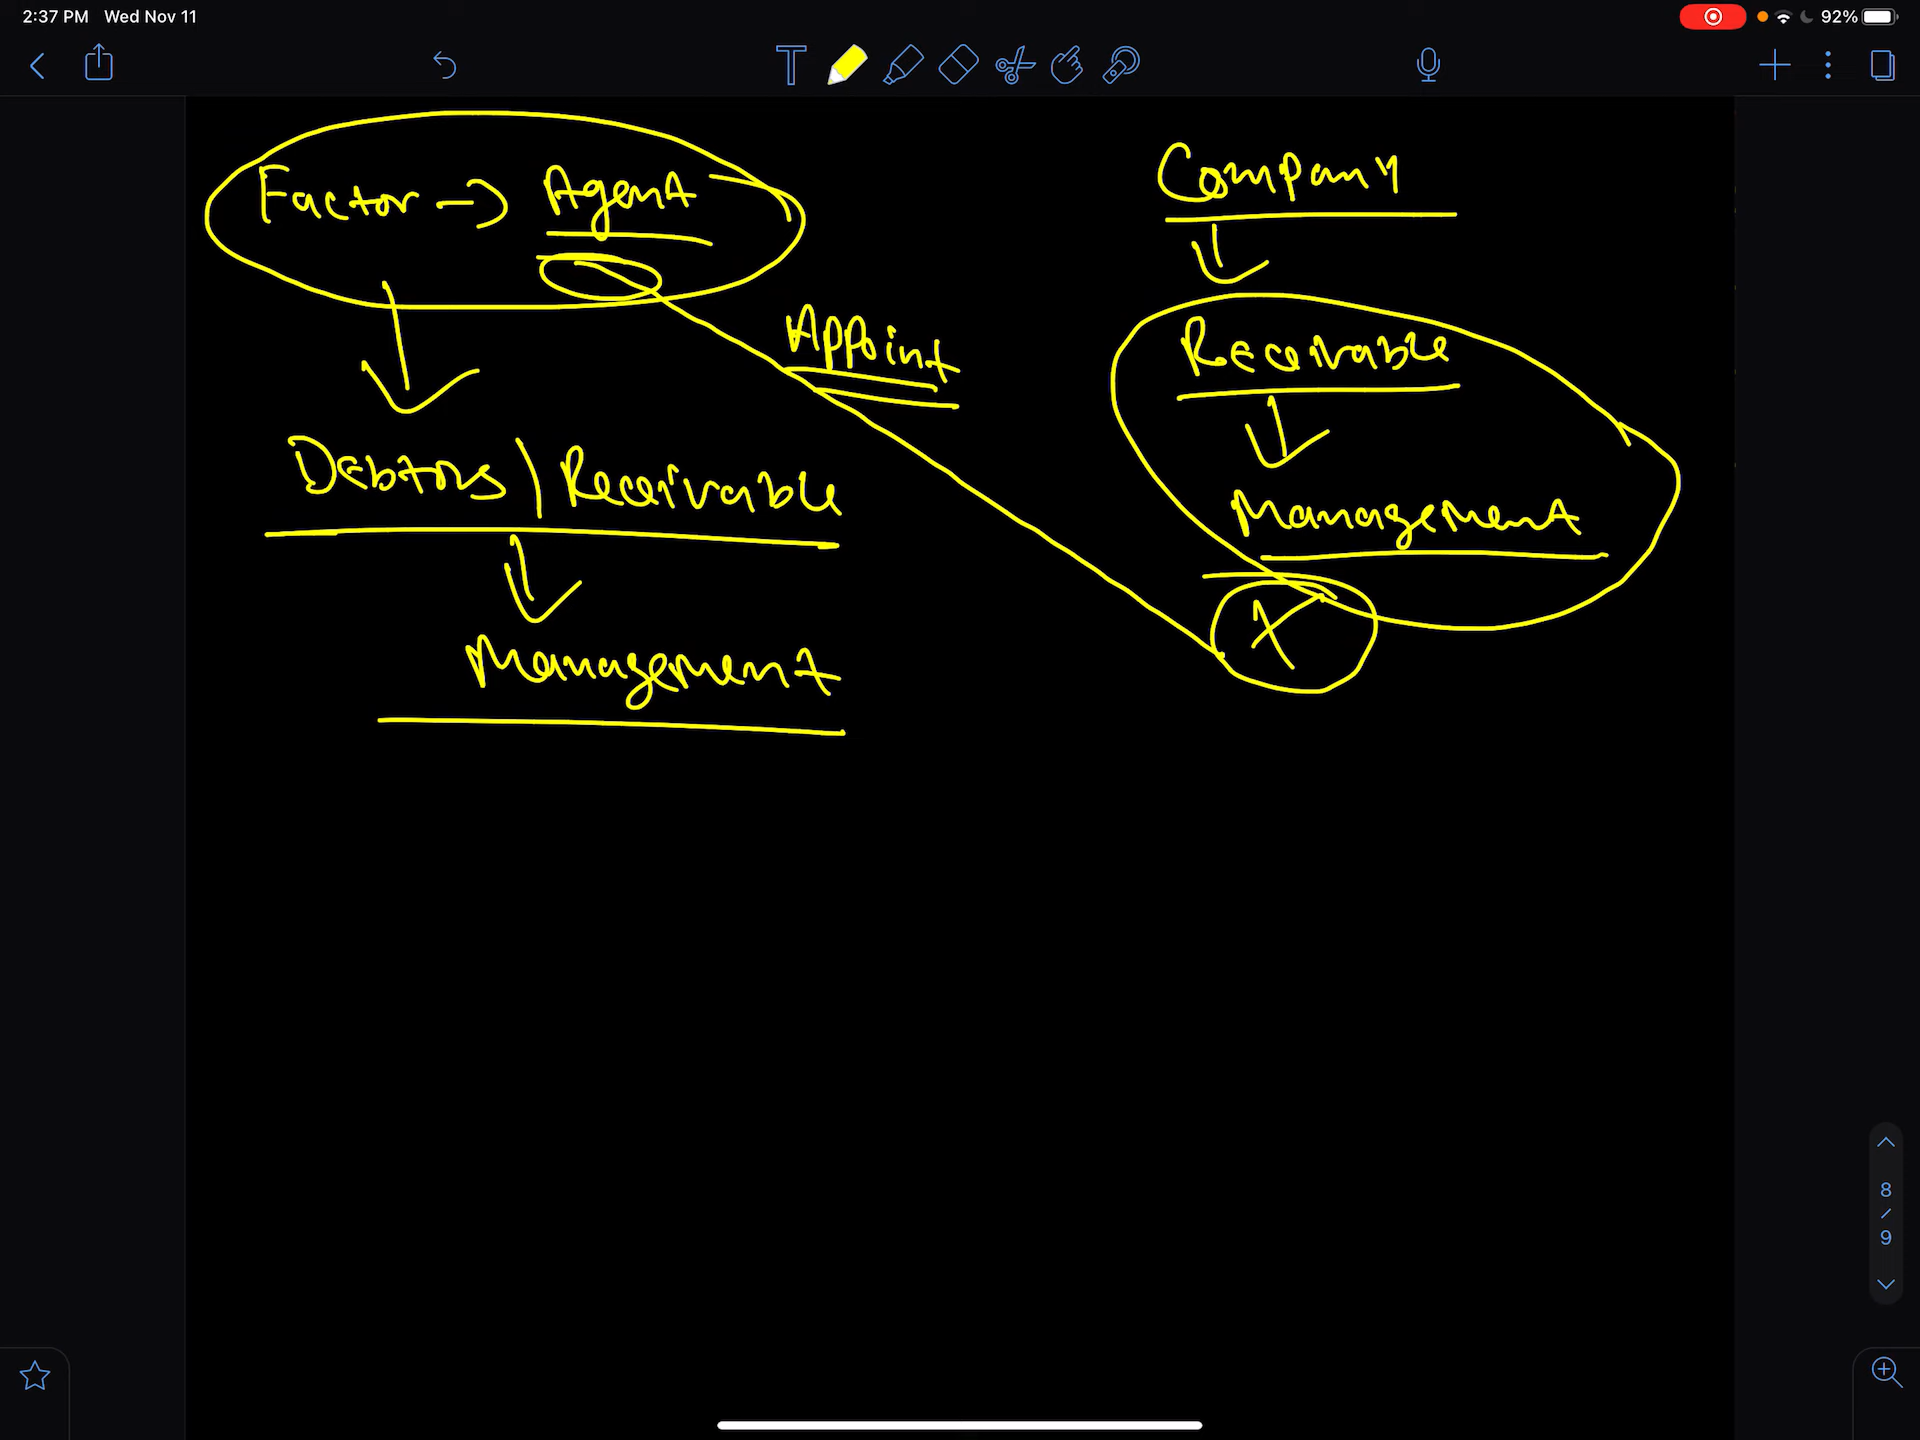 2:37 PM Wed Nov 11
92%
Factor -> Agent
Company
Appoint
Receivable
Debtors / Receivable
Management
X
Management
8
/
9